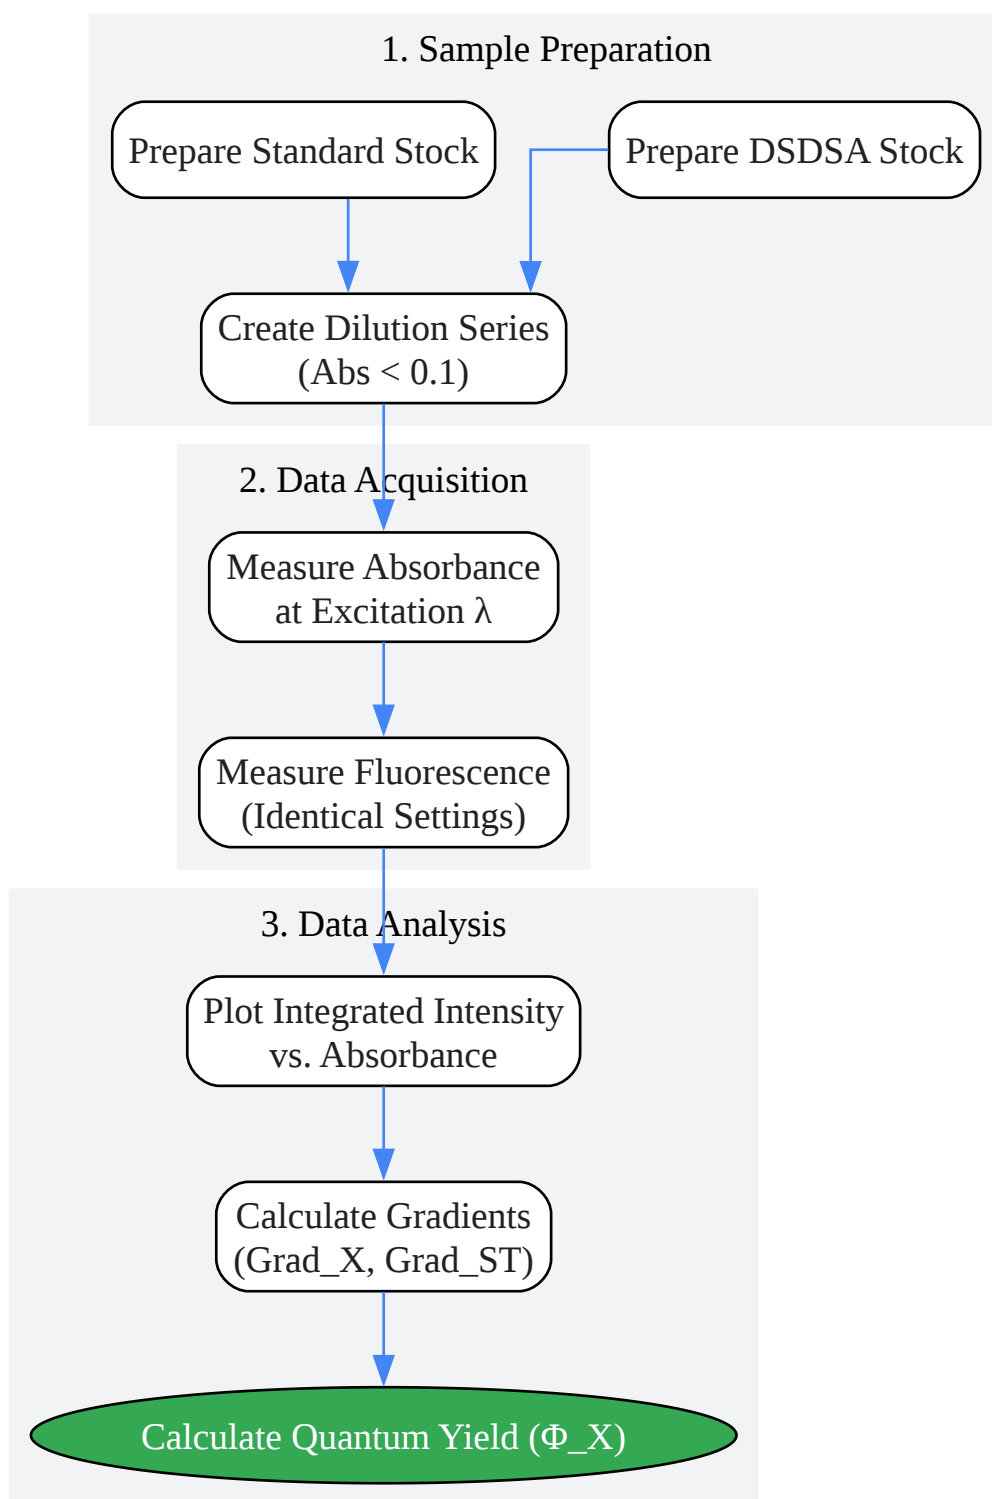 1. Sample Preparation
Prepare Standard Stock
Prepare DSDSA Stock
Create Dilution Series
(Abs < 0.1)
2. Data Acquisition
Measure Absorbance
at Excitation λ
Measure Fluorescence
(Identical Settings)
3. Data Analysis
Plot Integrated Intensity
vs. Absorbance
Calculate Gradients
(Grad_X, Grad_ST)
Calculate Quantum Yield (Φ_X)